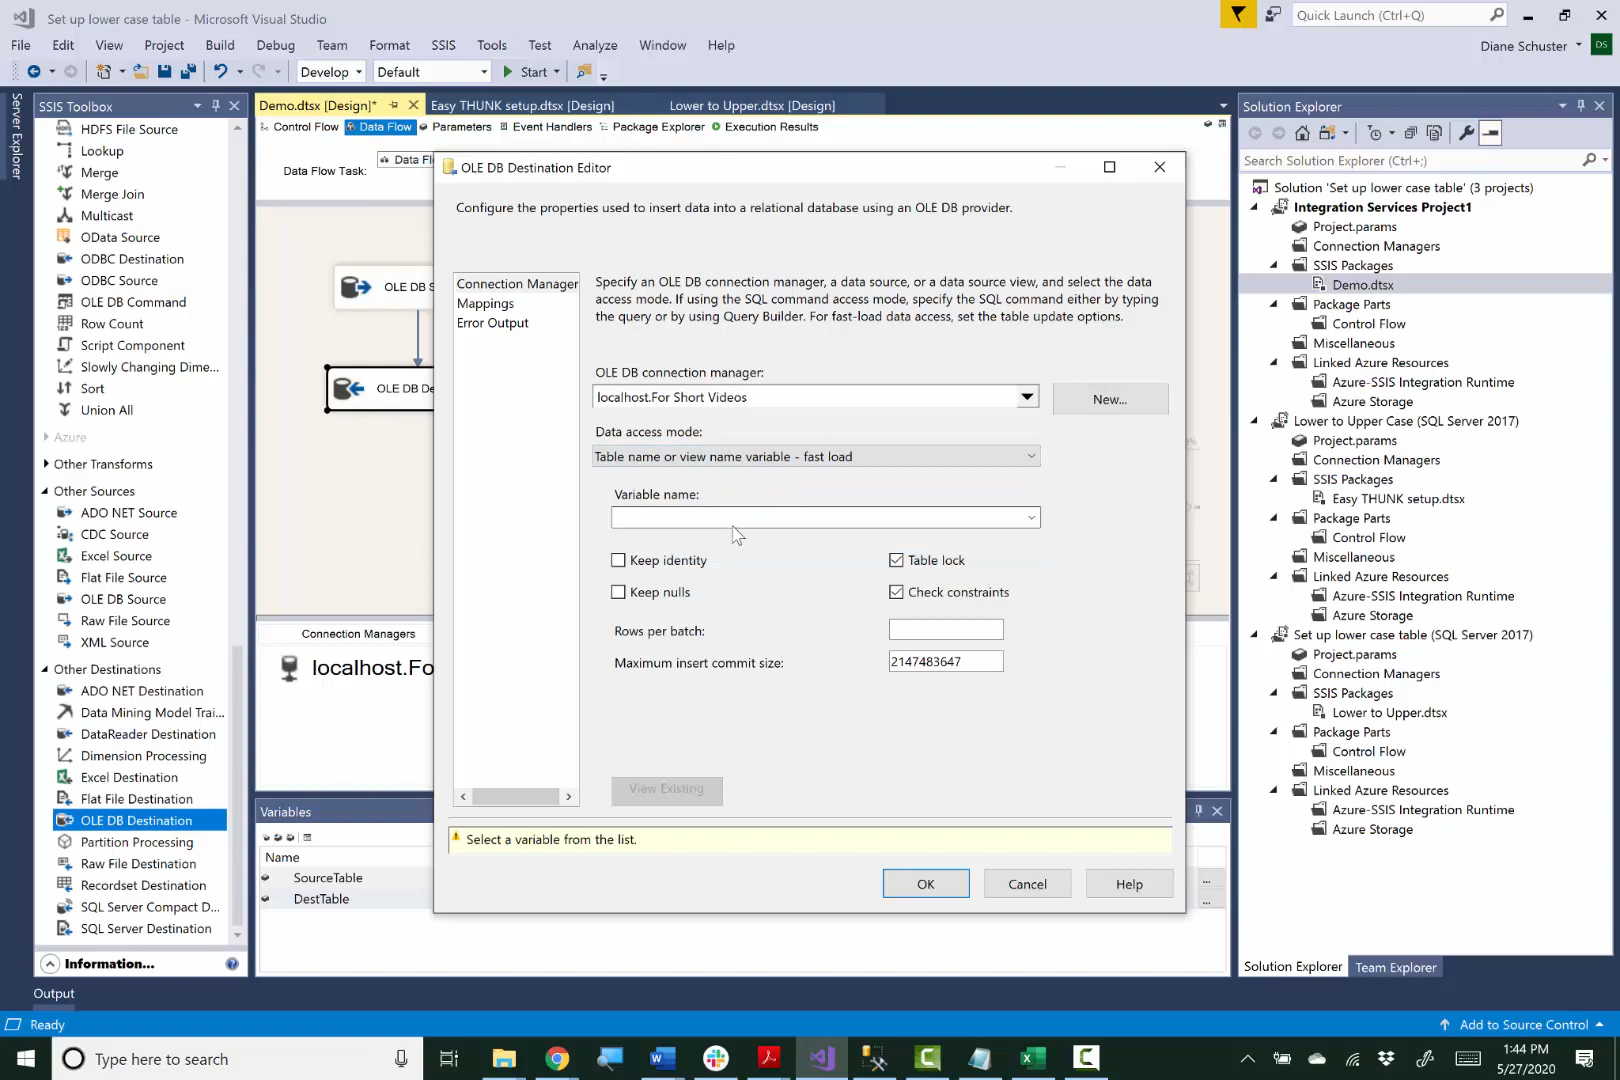 Set up lower case table - Microsoft Visual Studio
Quick Launch (Ctrl+Q)
File Edit View Project Build Debug Team Format SSIS Tools Test Analyze Window Help
Diane Schuster DS
Develop Default Start
Server Explorer
SSIS Toolbox
HDFS File Source
Lookup
Merge
Merge Join
Multicast
OData Source
ODBC Destination
ODBC Source
OLE DB Command
Row Count
Script Component
Slowly Changing Dime...
Sort
Union All
Azure
Other Transforms
Other Sources
ADO NET Source
CDC Source
Excel Source
Flat File Source
OLE DB Source
Raw File Source
XML Source
Other Destinations
ADO NET Destination
Data Mining Model Trai...
DataReader Destination
Dimension Processing
Excel Destination
Flat File Destination
OLE DB Destination
Partition Processing
Raw File Destination
Recordset Destination
SQL Server Compact D...
SQL Server Destination
Information...
Demo.dtsx [Design]* Easy THUNK setup.dtsx [Design] Lower to Upper.dtsx [Design]
Control Flow Data Flow Parameters Event Handlers Package Explorer Execution Results
Data Flow Task: Data Fl
OLE DB S
OLE DB De
Connection Managers
localhost.Fo
Variables
Name
SourceTable
DestTable
OLE DB Destination Editor
Configure the properties used to insert data into a relational database using an OLE DB provider.
Connection Manager
Mappings
Error Output
Specify an OLE DB connection manager, a data source, or a data source view, and select the data
access mode. If using the SQL command access mode, specify the SQL command either by typing
the query or by using Query Builder. For fast-load data access, set the table update options.
OLE DB connection manager:
localhost.For Short Videos
New...
Data access mode:
Table name or view name variable - fast load
Variable name:
Keep identity
Table lock
Keep nulls
Check constraints
Rows per batch:
Maximum insert commit size:
2147483647
View Existing
Select a variable from the list.
OK Cancel Help
...
...
Solution Explorer
Search Solution Explorer (Ctrl+;)
Solution 'Set up lower case table' (3 projects)
Integration Services Project1
Project.params
Connection Managers
SSIS Packages
Demo.dtsx
Package Parts
Control Flow
Miscellaneous
Linked Azure Resources
Azure-SSIS Integration Runtime
Azure Storage
Lower to Upper Case (SQL Server 2017)
Project.params
Connection Managers
SSIS Packages
Easy THUNK setup.dtsx
Package Parts
Control Flow
Miscellaneous
Linked Azure Resources
Azure-SSIS Integration Runtime
Azure Storage
Set up lower case table (SQL Server 2017)
Project.params
Connection Managers
SSIS Packages
Lower to Upper.dtsx
Package Parts
Control Flow
Miscellaneous
Linked Azure Resources
Azure-SSIS Integration Runtime
Azure Storage
Solution Explorer Team Explorer
Output
Ready
Add to Source Control
Type here to search
1:44 PM
5/27/2020